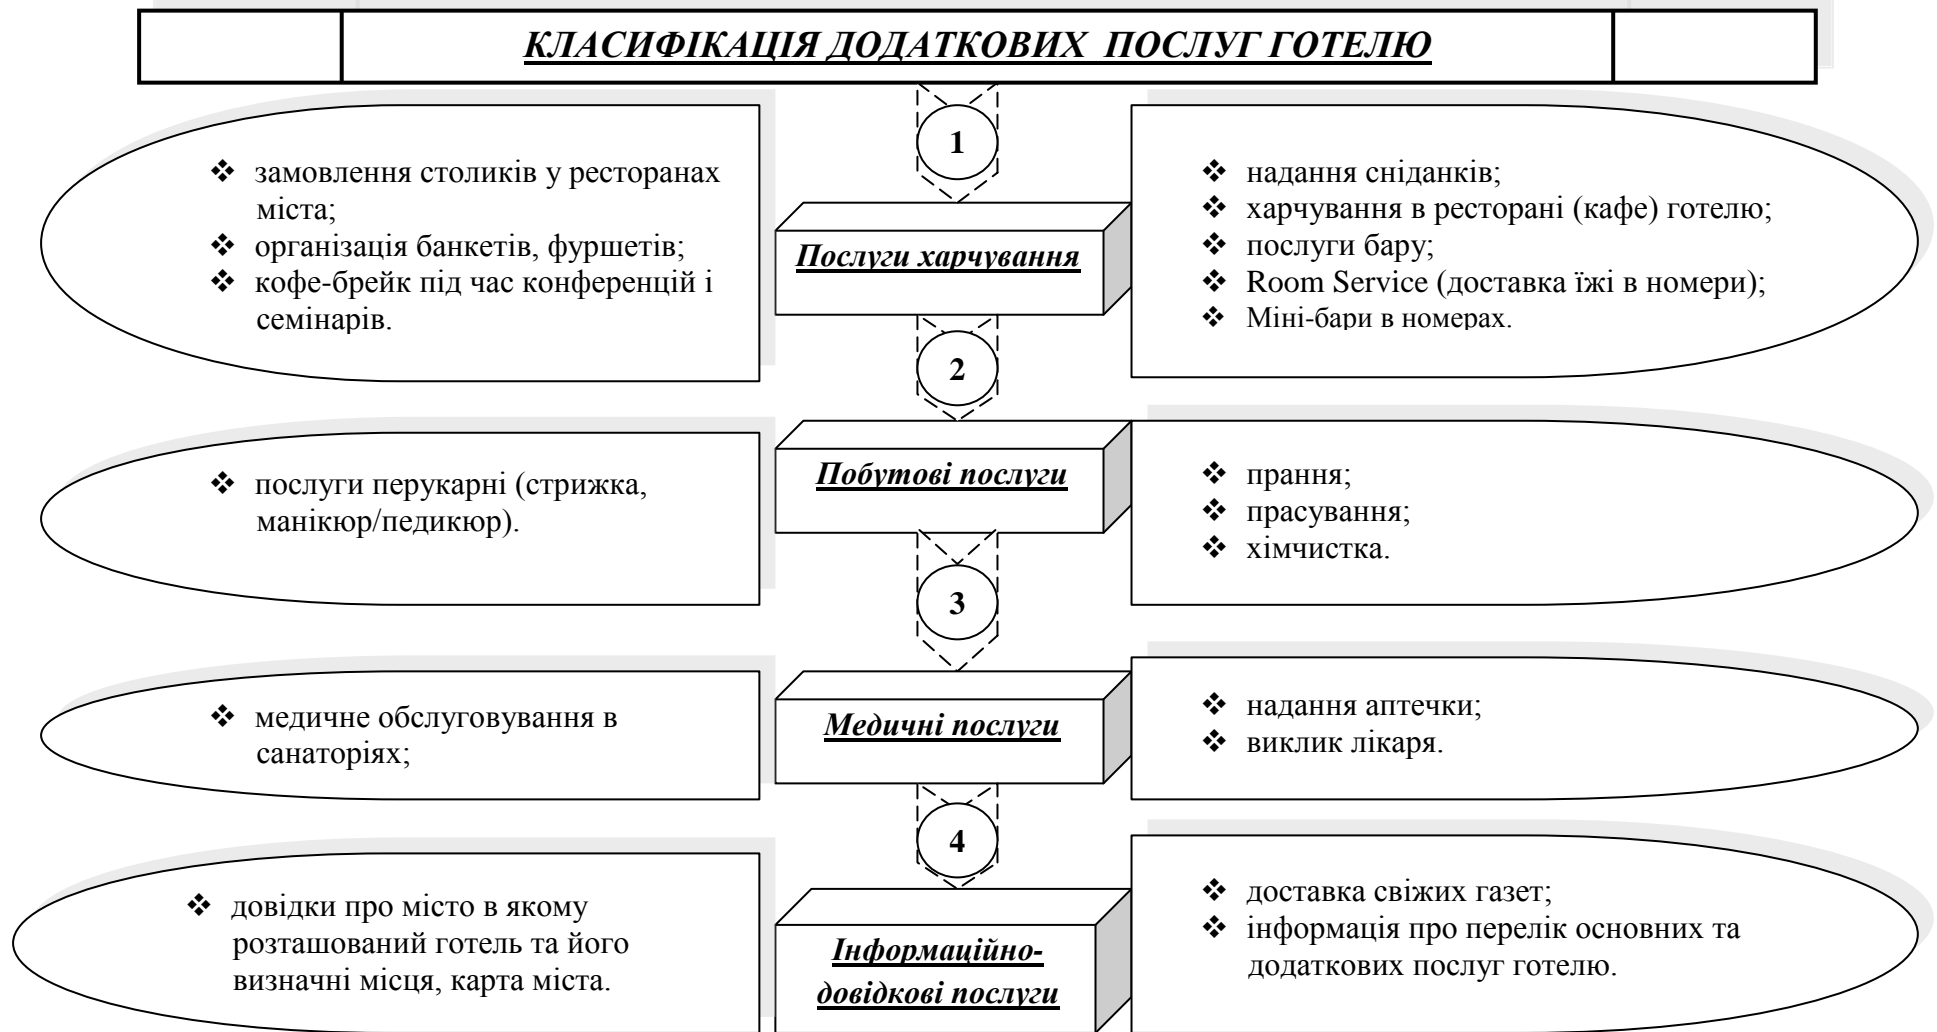 КЛАСИФІКАЦІЯ ДОДАТКОВИХ ПОСЛУГ ГОТЕЛЮ
1
❖ замовлення столиків у ресторанах
міста;
❖ організація банкетів, фуршетів;
❖ кофе-брейк під час конференцій і
семінарів.
Послуги харчування
❖ надання сніданків;
❖ харчування в ресторані (кафе) готелю;
❖ послуги бару;
❖ Room Service (доставка їжі в номери);
❖ Міні-бари в номерах.
2
❖ послуги перукарні (стрижка,
манікюр/педикюр).
Побутові послуги
❖ прання;
❖ прасування;
❖ хімчистка.
3
❖ медичне обслуговування в
санаторіях;
Медичні послуги
❖ надання аптечки;
❖ виклик лікаря.
4
❖ довідки про місто в якому
розташований готель та його
визначні місця, карта міста.
Інформаційно-
довідкові послуги
❖ доставка свіжих газет;
❖ інформація про перелік основних та
додаткових послуг готелю.